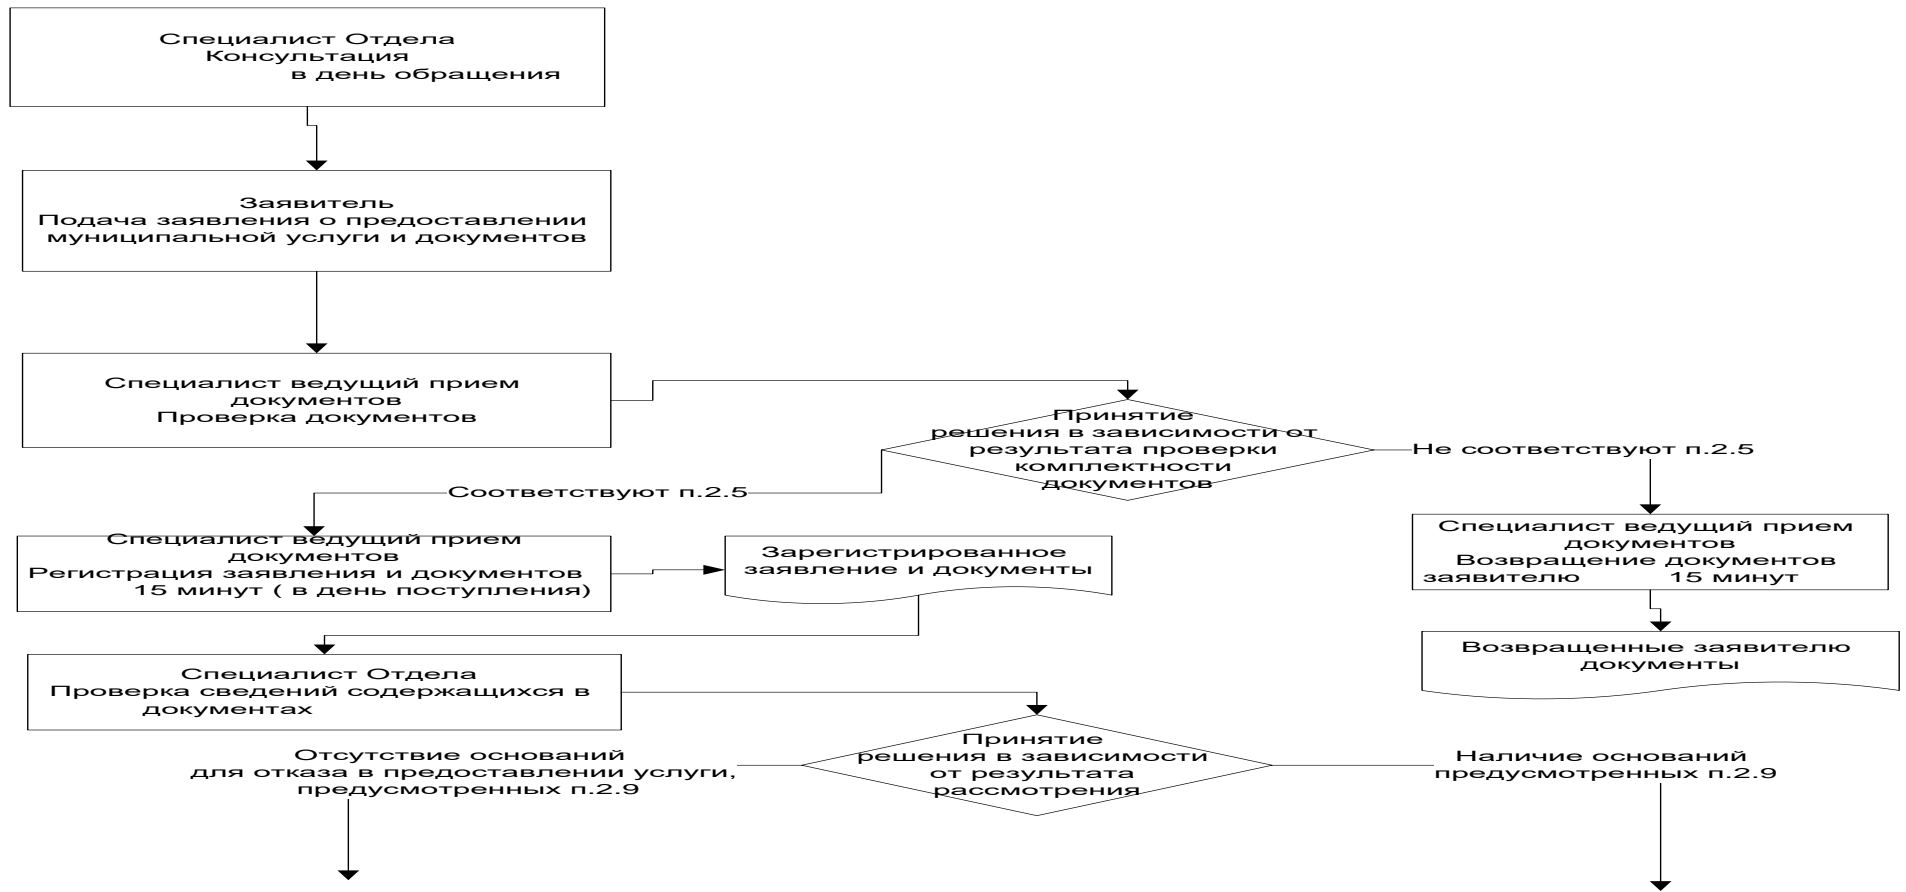 Специалист Отдела
Консультация
в день обращения
Заявитель
Подача заявления о предоставлении
муниципальной услуги и документов
Специалист ведущий прием
документов
Проверка документов
Принятие
решения в зависимости от
результата проверки
комплектности
документов
Не соответствуют п.2.5
Соответствуют п.2.5
Специалист ведущий прием
документов
Регистрация заявления и документов
15 минут ( в день поступления)
Зарегистрированное
заявление и документы
Специалист ведущий прием
документов
Возвращение документов
заявителю 15 минут
Возвращенные заявителю
документы
Специалист Отдела
Проверка сведений содержащихся в
документах
Принятие
решения в зависимости
от результата
рассмотрения
Отсутствие оснований
для отказа в предоставлении услуги,
предусмотренных п.2.9
Наличие оснований
предусмотренных п.2.9